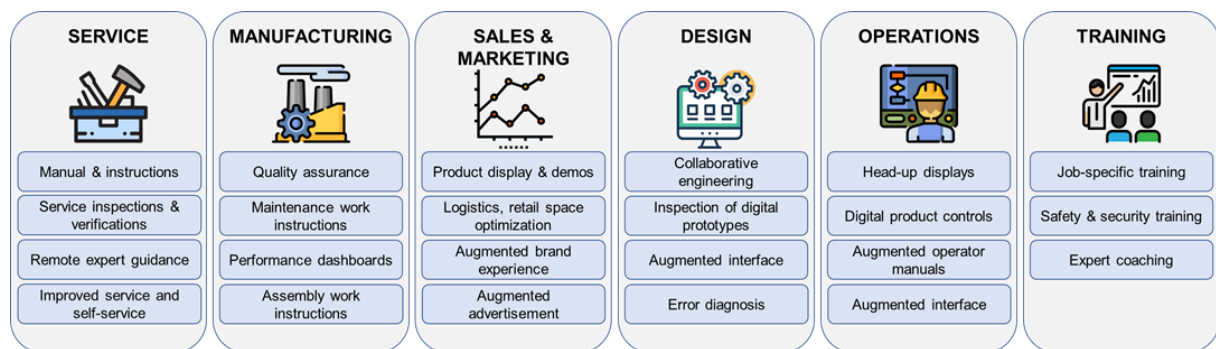 SERVICE
Manual & instructions
Service inspections &
verifications
Remote expert guidance
Improved service and
self-service
MANUFACTURING
Quality assurance
Maintenance work
instructions
Performance dashboards
Assembly work
instructions
SALES &
MARKETING
Product display & demos
Logistics, retail space
optimization
Augmented brand
experience
Augmented
advertisement
DESIGN
Collaborative
engineering
Inspection of digital
prototypes
Augmented interface
Error diagnosis
OPERATIONS
Head-up displays
Digital product controls
Augmented operator
manuals
Augmented interface
TRAINING
Job-specific training
Safety & security training
Expert coaching